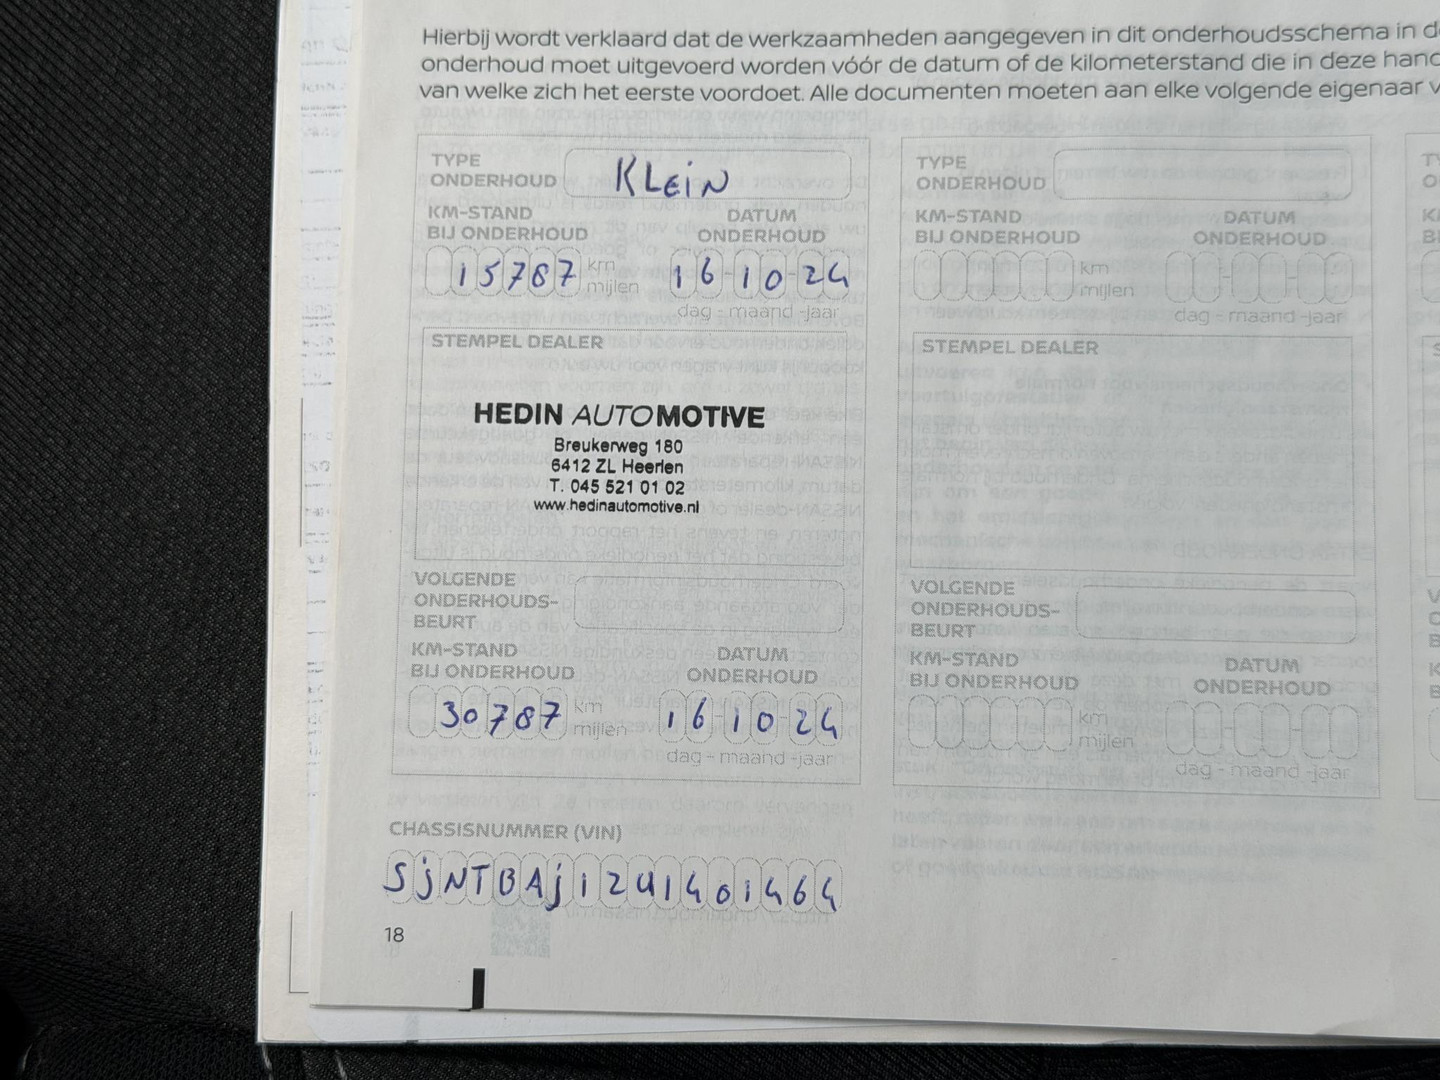 Hierbij wordt verklaard dat de werkzaamheden aangegeven in dit onderhoudsschema in d
onderhoud moet uitgevoerd worden vóór de datum of de kilometerstand die in deze hand
van welke zich het eerste voordoet. Alle documenten moeten aan elke volgende eigenaar v
TYPE ONDERHOUD KLEiN
KM-STAND BIJ ONDERHOUD
DATUM ONDERHOUD
15787 km mijlen
16-10-24
dag - maand -jaar
STEMPEL DEALER
HEDIN AUTOMOTIVE
Breukerweg 180
6412 ZL Heerlen
T. 045 521 01 02
www.hedinautomotive.nl
VOLGENDE
ONDERHOUDS-
BEURT
KM-STAND BIJ ONDERHOUD
DATUM ONDERHOUD
30787 km mijlen
16-10-24
dag - maand -jaar
CHASSISNUMMER (VIN)
SjNTBAj12U1401464
18
TYPE ONDERHOUD
KM-STAND BIJ ONDERHOUD
DATUM ONDERHOUD
km mijlen
dag - maand -jaar
STEMPEL DEALER
VOLGENDE
ONDERHOUDS-
BEURT
KM-STAND BIJ ONDERHOUD
DATUM ONDERHOUD
km mijlen
dag - maand -jaar